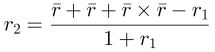 r₂ = (r̄ + r̄ + r̄ × r̄ − r₁) / (1 + r₁)